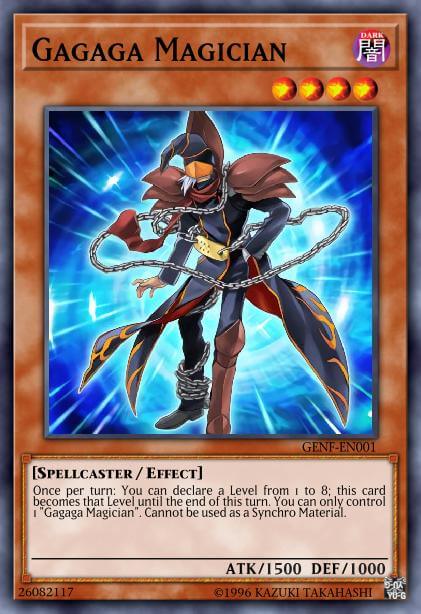 Gagaga Magician
DARK
闇
GENF-EN001
[Spellcaster / Effect]
Once per turn: You can declare a Level from 1 to 8; this card
becomes that Level until the end of this turn. You can only control
1 "Gagaga Magician". Cannot be used as a Synchro Material.
ATK/1500 DEF/1000
26082117
©1996 KAZUKI TAKAHASHI